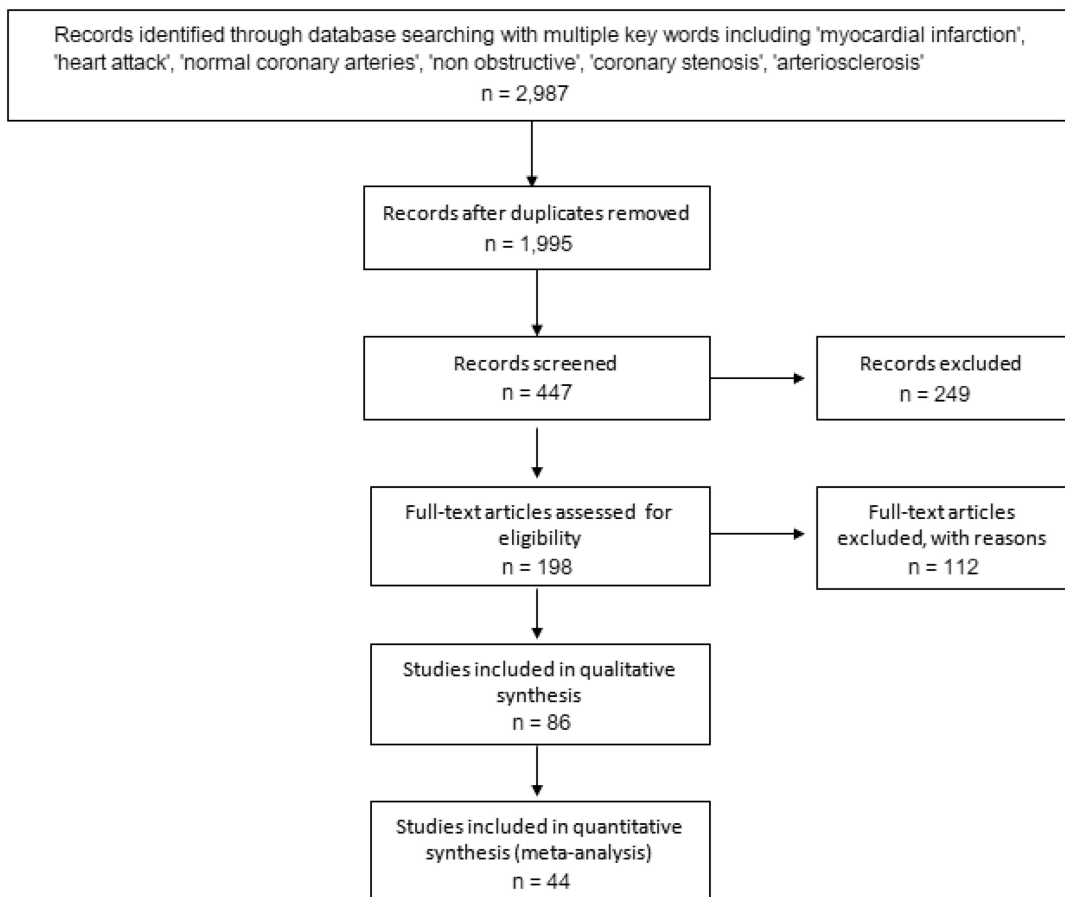 Records identified through database searching with multiple key words including 'myocardial infarction',
'heart attack', 'normal coronary arteries', 'non obstructive', 'coronary stenosis', 'arteriosclerosis'
n = 2,987
Records after duplicates removed
n = 1,995
Records screened
n = 447
Records excluded
n = 249
Full-text articles assessed for
eligibility
n = 198
Full-text articles
excluded, with reasons
n = 112
Studies included in qualitative
synthesis
n = 86
Studies included in quantitative
synthesis (meta-analysis)
n = 44